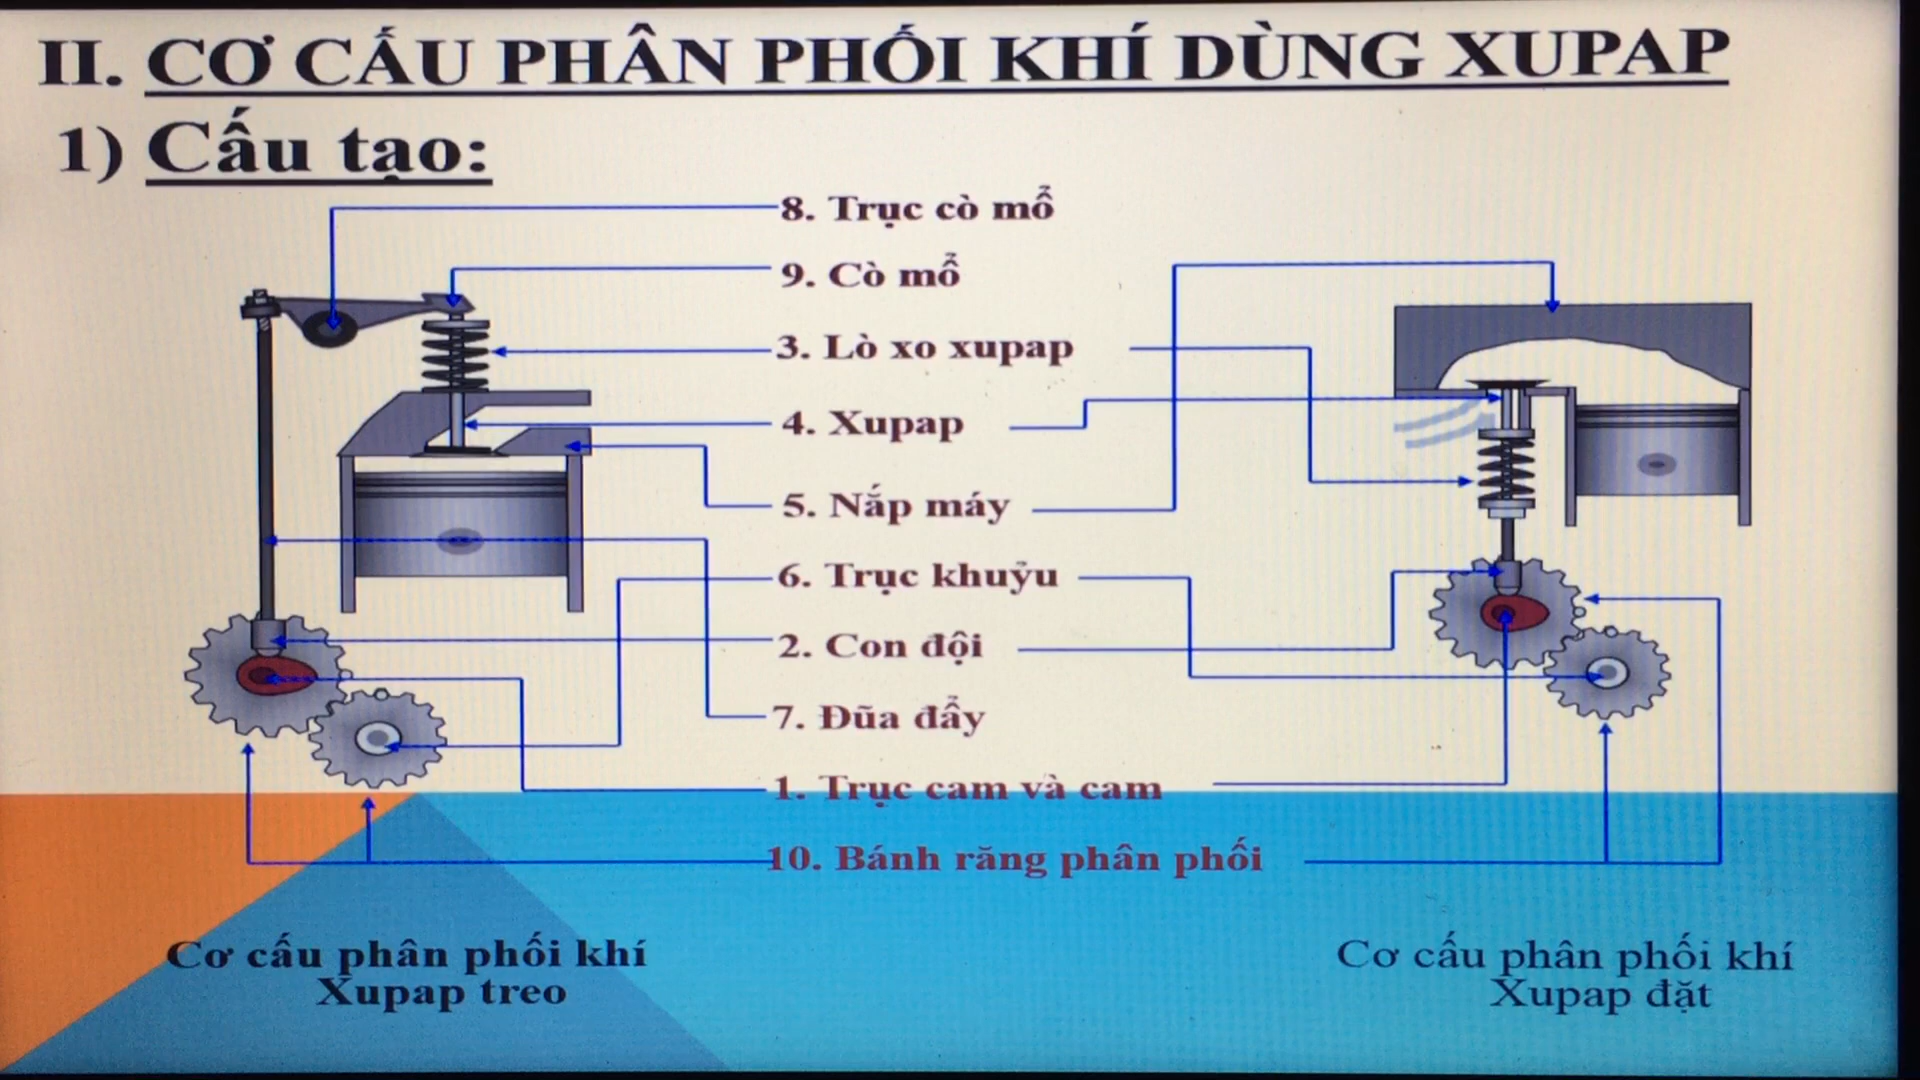 II. CƠ CẤU PHÂN PHỐI KHÍ DÙNG XUPAP
1) Cấu tạo:
8. Trục cò mổ
9. Cò mổ
3. Lò xo xupap
4. Xupap
5. Nắp máy
6. Trục khuỷu
2. Con đội
7. Đũa đẩy
1. Trục cam và cam
10. Bánh răng phân phối
Cơ cấu phân phối khí
Xupap treo
Cơ cấu phân phối khí
Xupap đặt